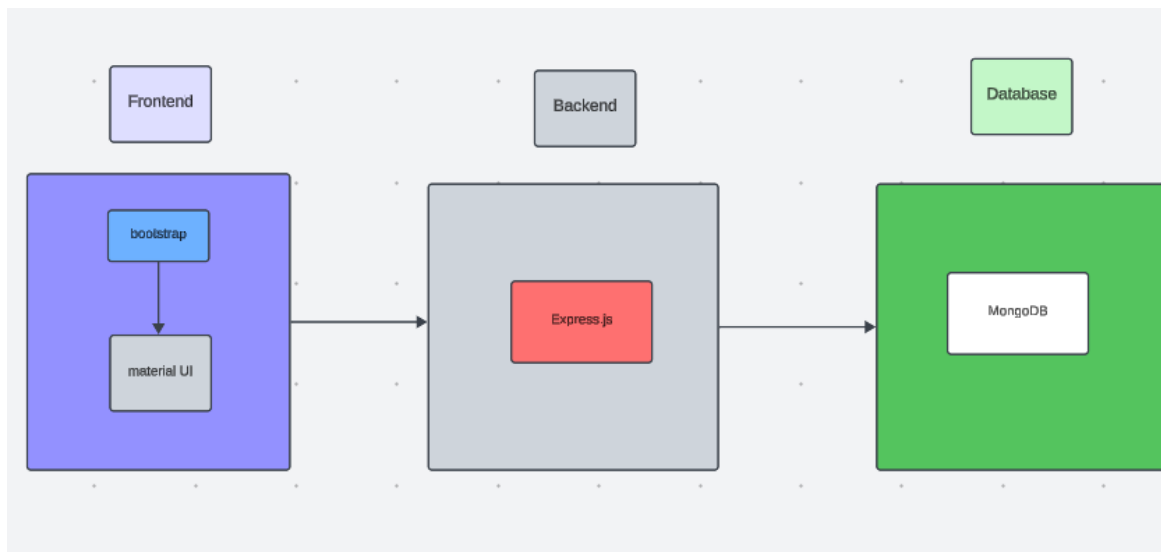 Frontend
Backend
Database
bootstrap
material UI
Express.js
MongoDB